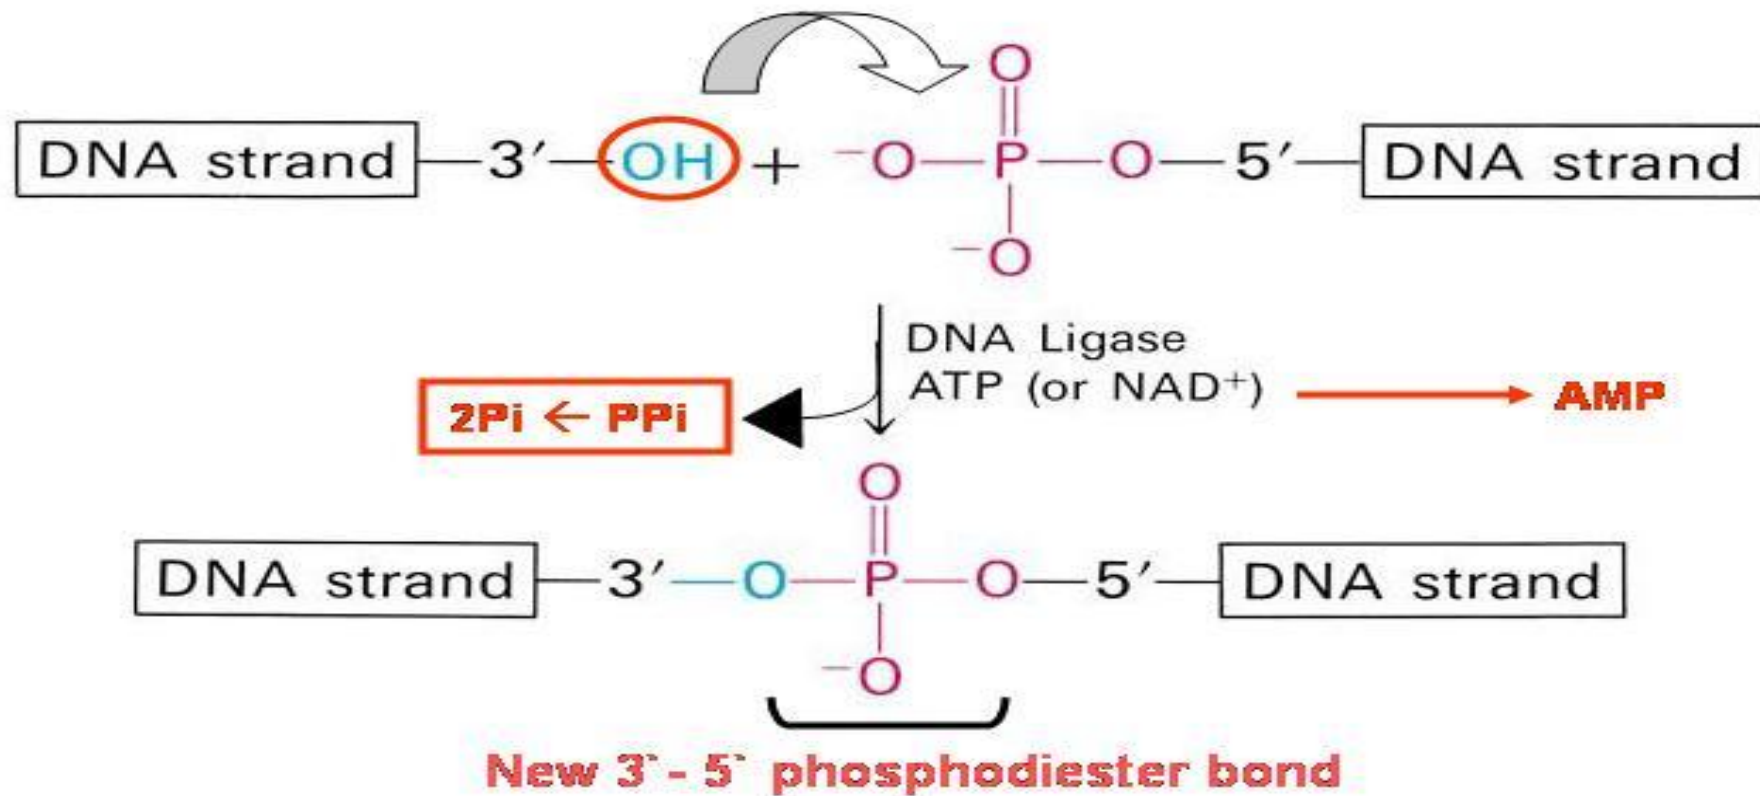 O
DNA strand 3′ OH + ⁻O P O 5′ DNA strand
⁻O
DNA Ligase
ATP (or NAD⁺) → AMP
2Pi ← PPi
O
DNA strand 3′ O P O 5′ DNA strand
⁻O
New 3` - 5` phosphodiester bond